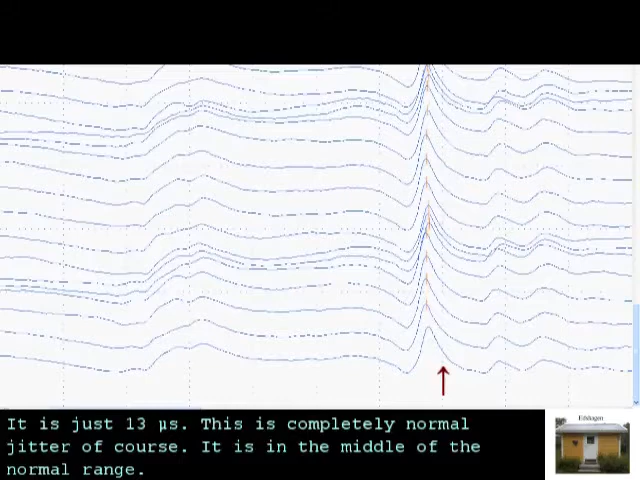 It is just 13 µs. This is completely normal
jitter of course. It is in the middle of the
normal range.
Edshagen